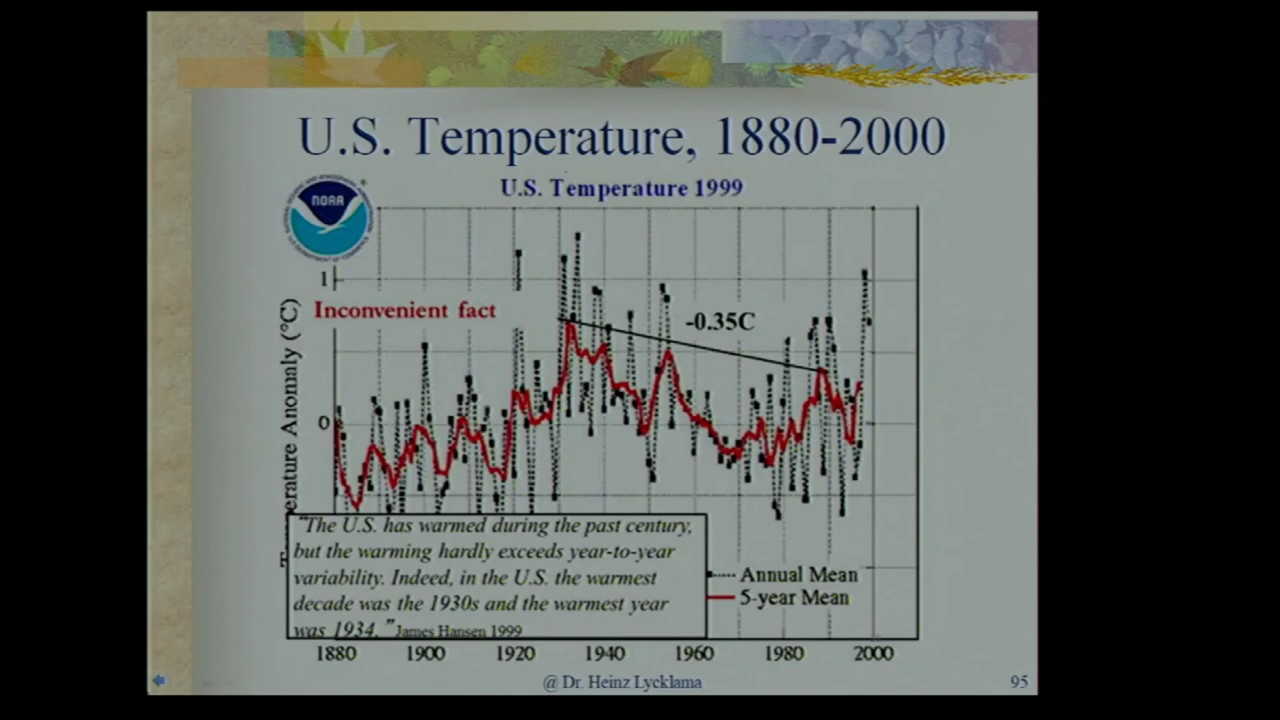 U.S. Temperature, 1880-2000
U.S. Temperature 1999
NOAA
1
Inconvenient fact
-0.35C
0
erature Anomaly (°C)
"The U.S. has warmed during the past century,
but the warming hardly exceeds year-to-year
variability. Indeed, in the U.S. the warmest
decade was the 1930s and the warmest year
was 1934." James Hansen 1999
Annual Mean
5-year Mean
1880 1900 1920 1940 1960 1980 2000
@ Dr. Heinz Lycklama
95